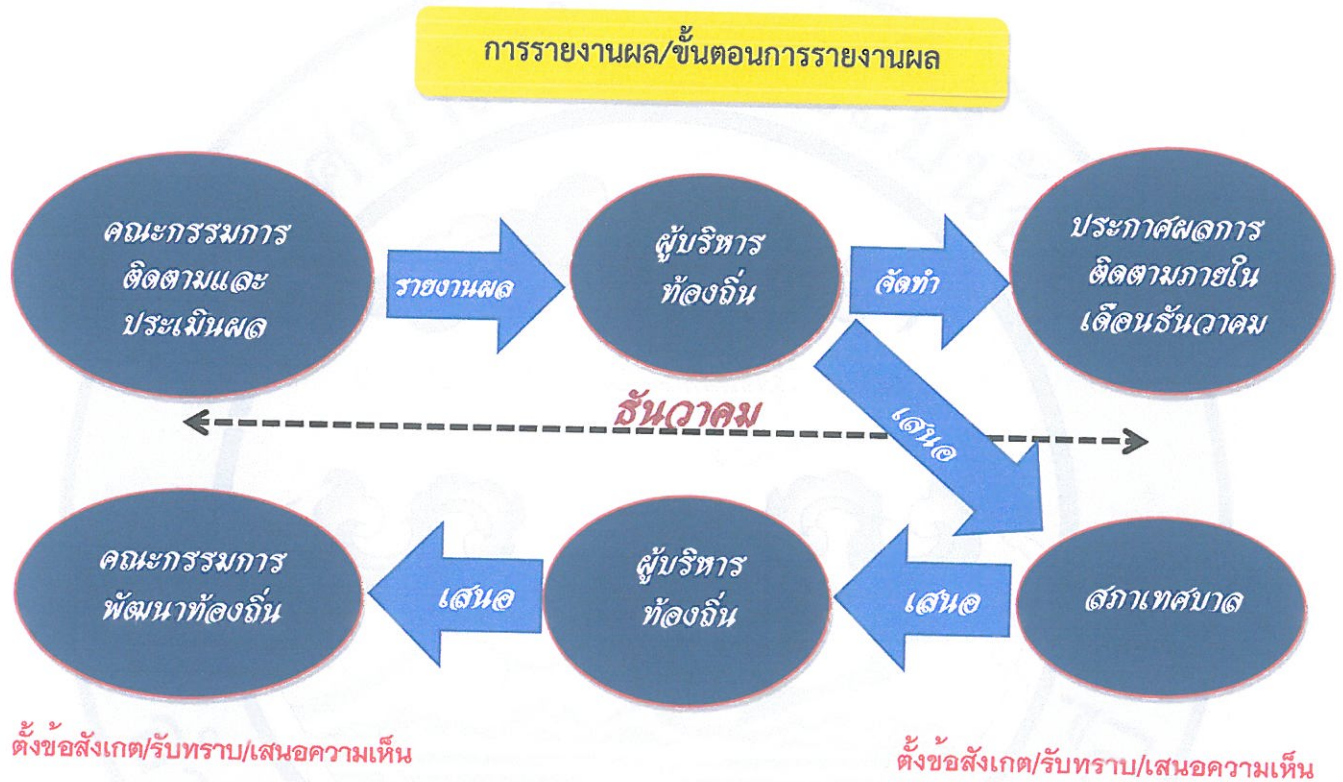 การรายงานผล/ขั้นตอนการรายงานผล
คณะกรรมการ
ติดตามและ
ประเมินผล
รายงานผล
ผู้บริหาร
ท้องถิ่น
จัดทำ
ประกาศผลการ
ติดตามภายใน
เดือนธันวาคม
ธันวาคม
เสนอ
คณะกรรมการ
พัฒนาท้องถิ่น
เสนอ
ผู้บริหาร
ท้องถิ่น
เสนอ
สภาเทศบาล
ตั้งข้อสังเกต/รับทราบ/เสนอความเห็น
ตั้งข้อสังเกต/รับทราบ/เสนอความเห็น